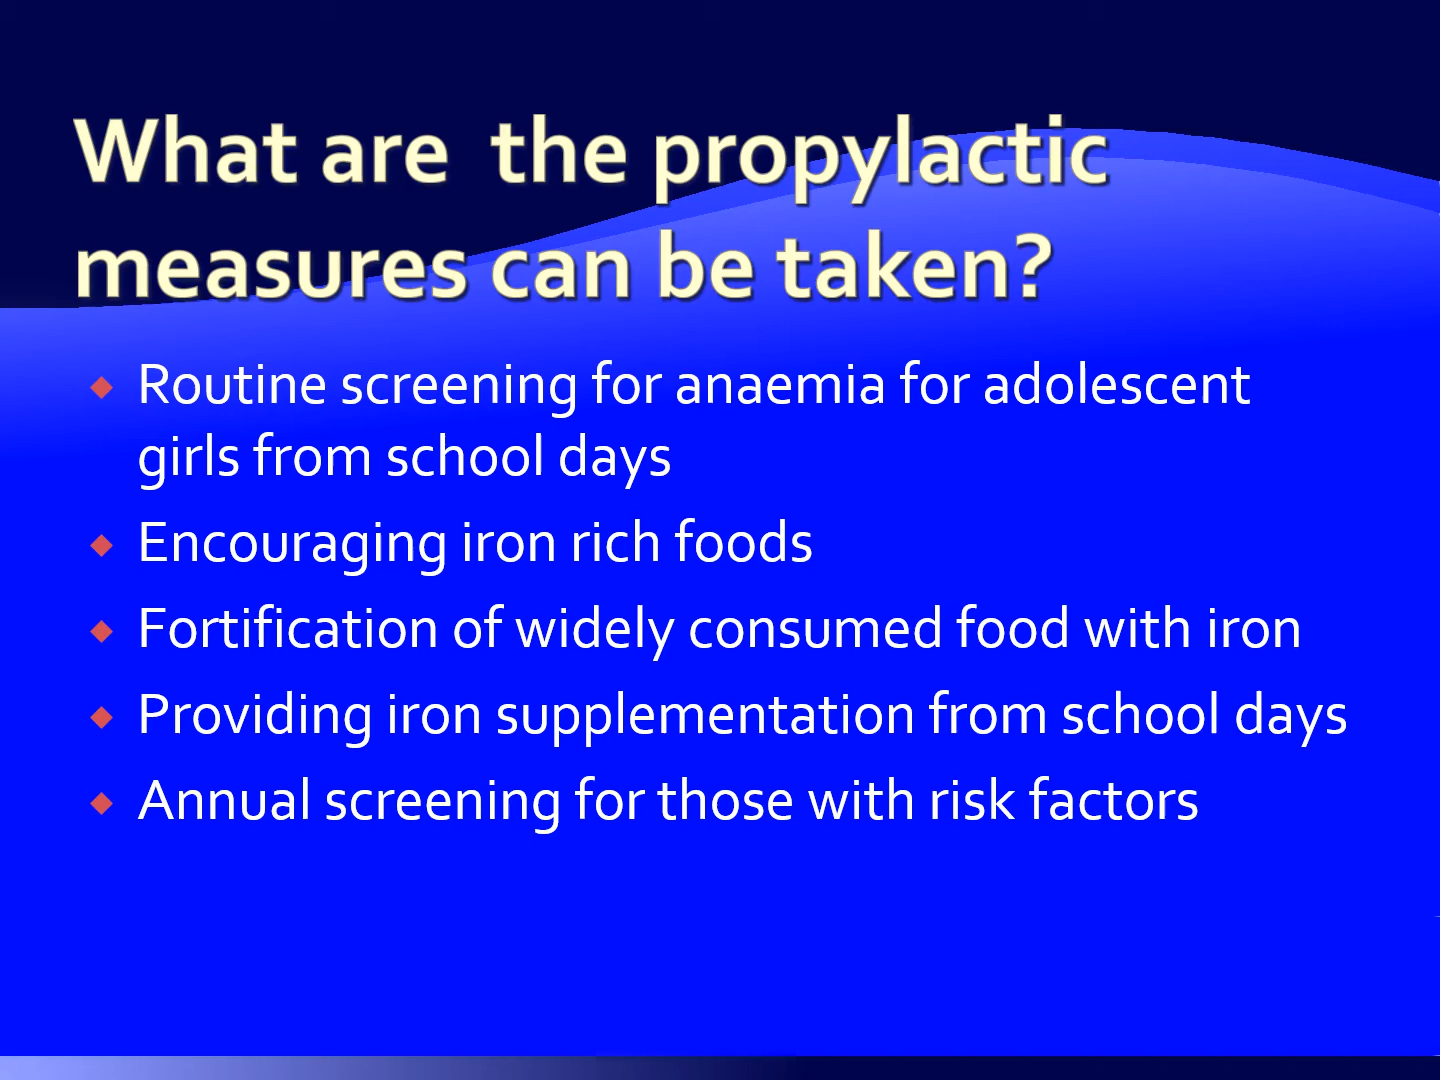 What are  the propylactic
measures can be taken?
Routine screening for anaemia for adolescent
girls from school days
Encouraging iron rich foods
Fortification of widely consumed food with iron
Providing iron supplementation from school days
Annual screening for those with risk factors